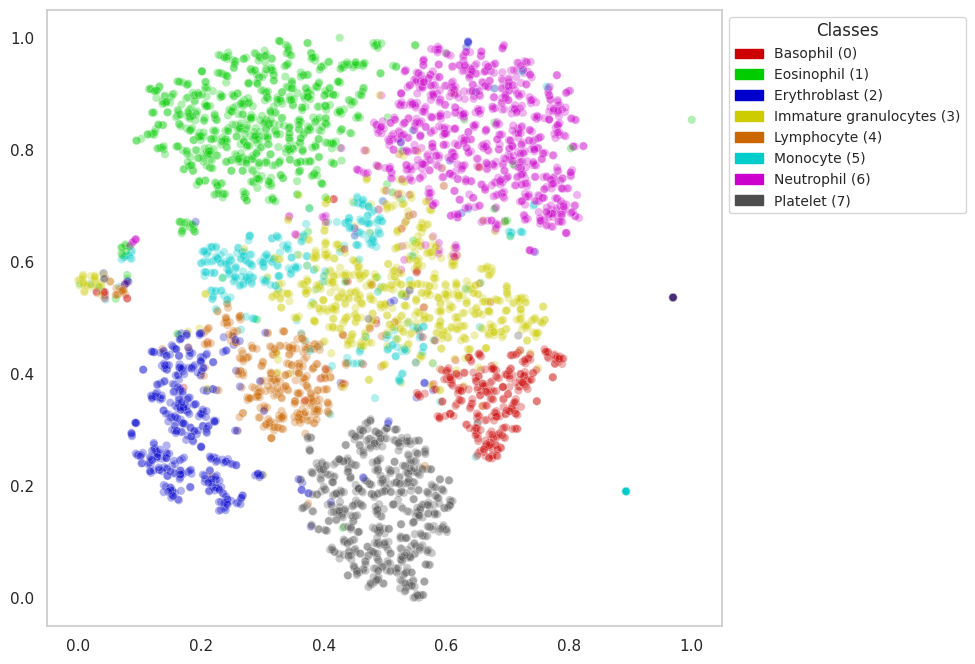 1.0
0.8
0.6
0.4
0.2
0.0
0.0 0.2 0.4 0.6 0.8 1.0
Classes
Basophil (0)
Eosinophil (1)
Erythroblast (2)
Immature granulocytes (3)
Lymphocyte (4)
Monocyte (5)
Neutrophil (6)
Platelet (7)